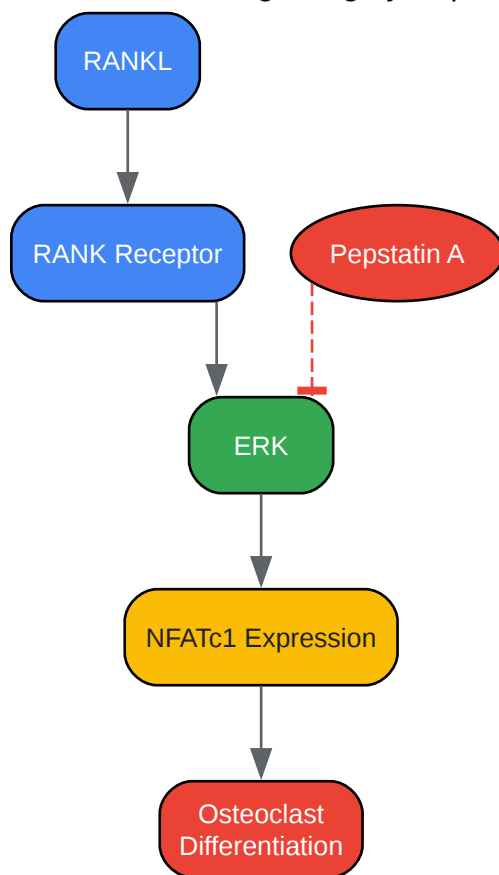 RANKL
RANK Receptor
Pepstatin A
ERK
NFATc1 Expression
Osteoclast
Differentiation